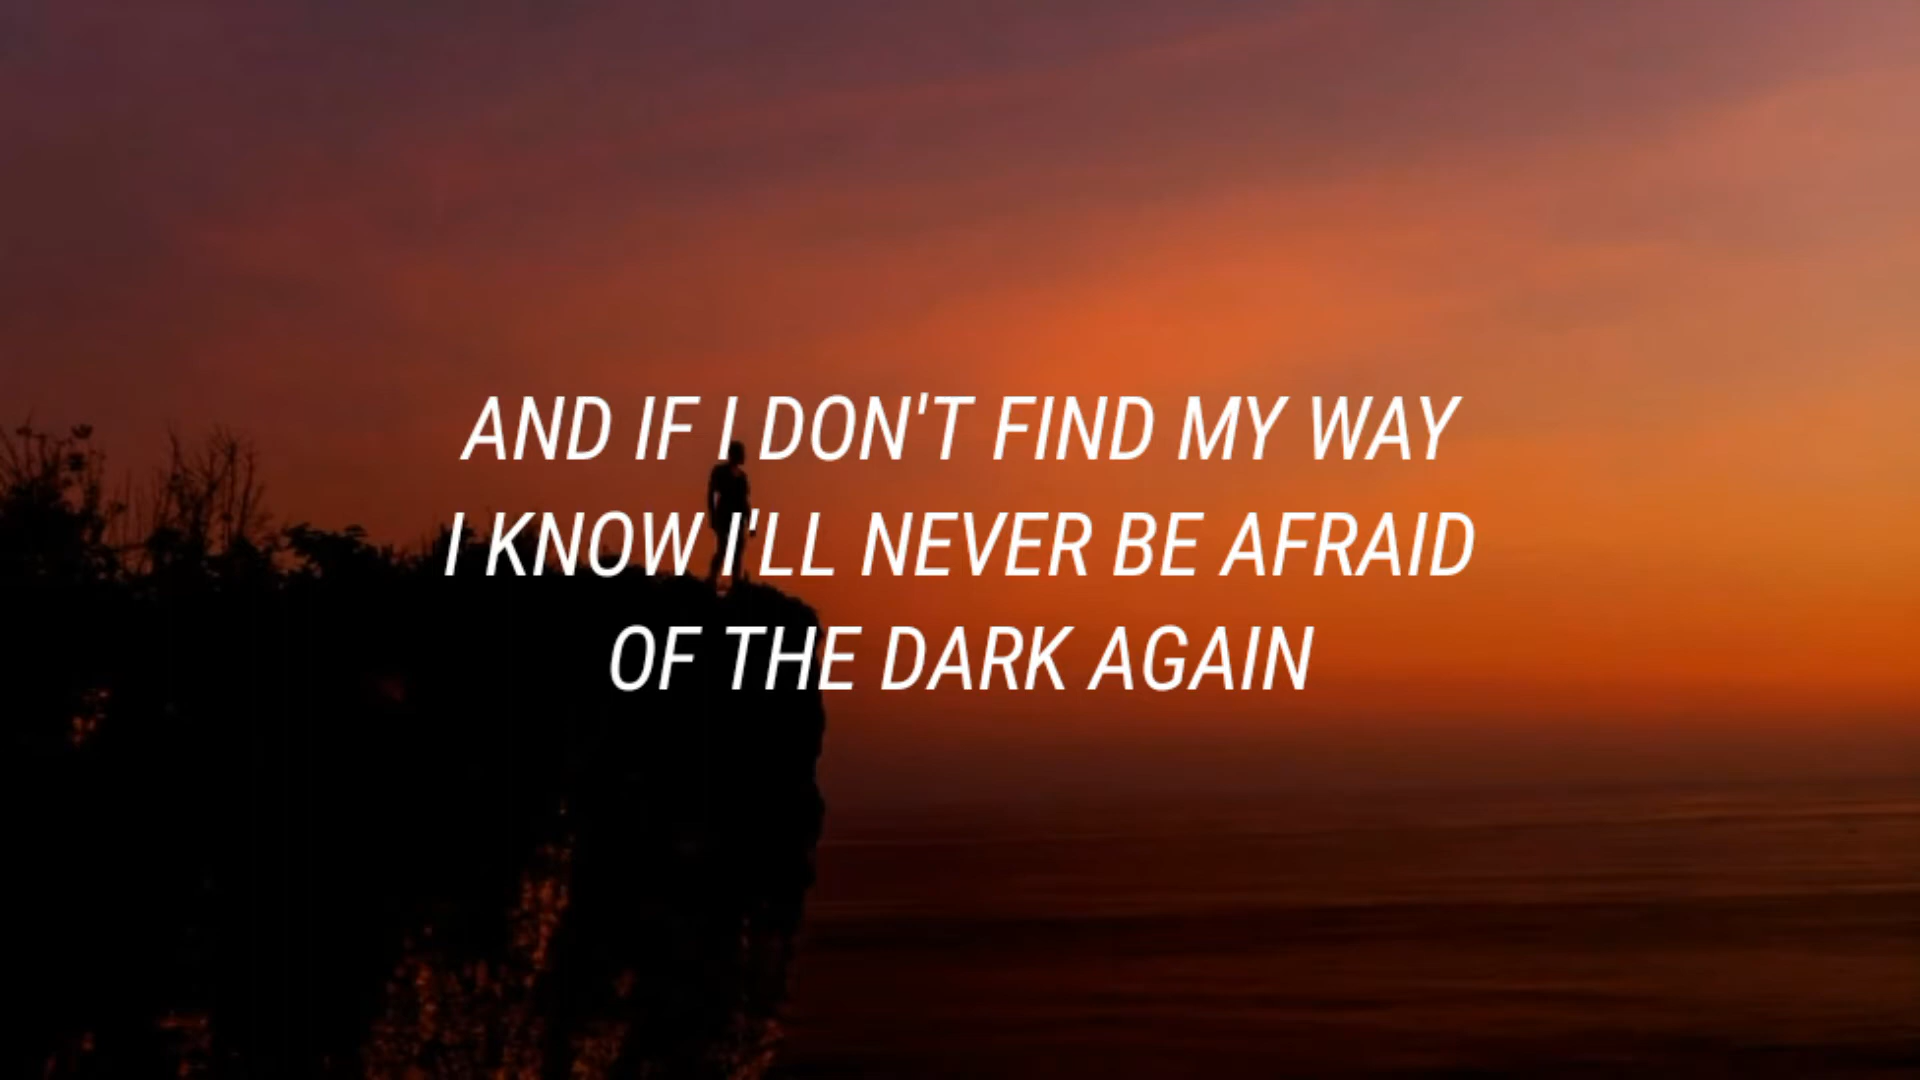 AND IF I DON'T FIND MY WAY
I KNOW I'LL NEVER BE AFRAID
OF THE DARK AGAIN